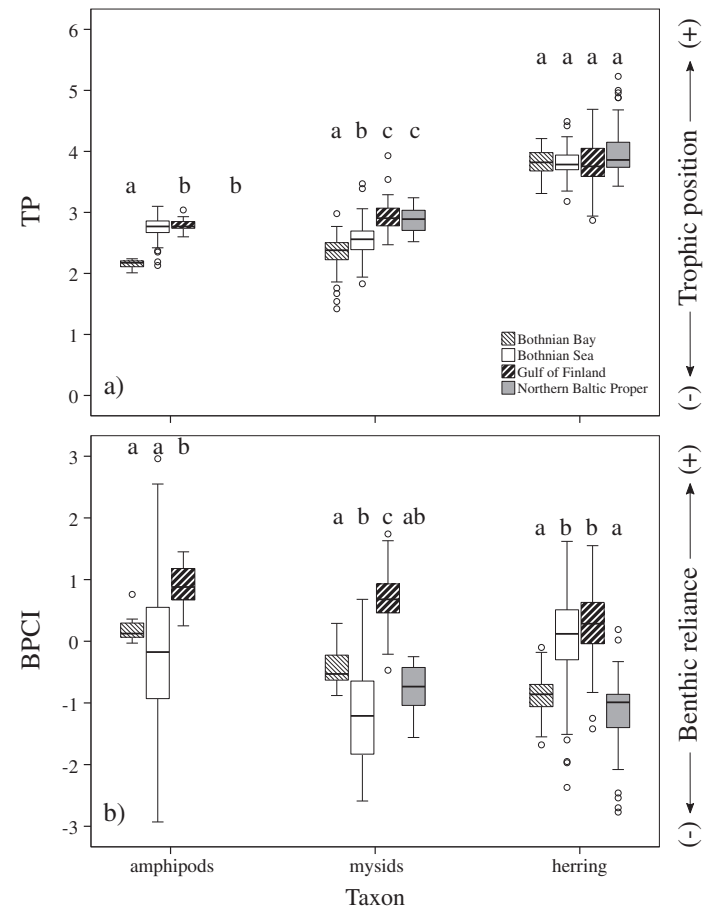 6
a a a a
5
a b c c
4
a b b
3
2
1
0
TP
a)
Bothnian Bay
Bothnian Sea
Gulf of Finland
Northern Baltic Proper
(+)
Trophic position
(-)
3
a a b
2
a b c ab
a b b a
1
0
-1
-2
-3
BPCI
b)
(+)
Benthic reliance
(-)
amphipods mysids herring
Taxon